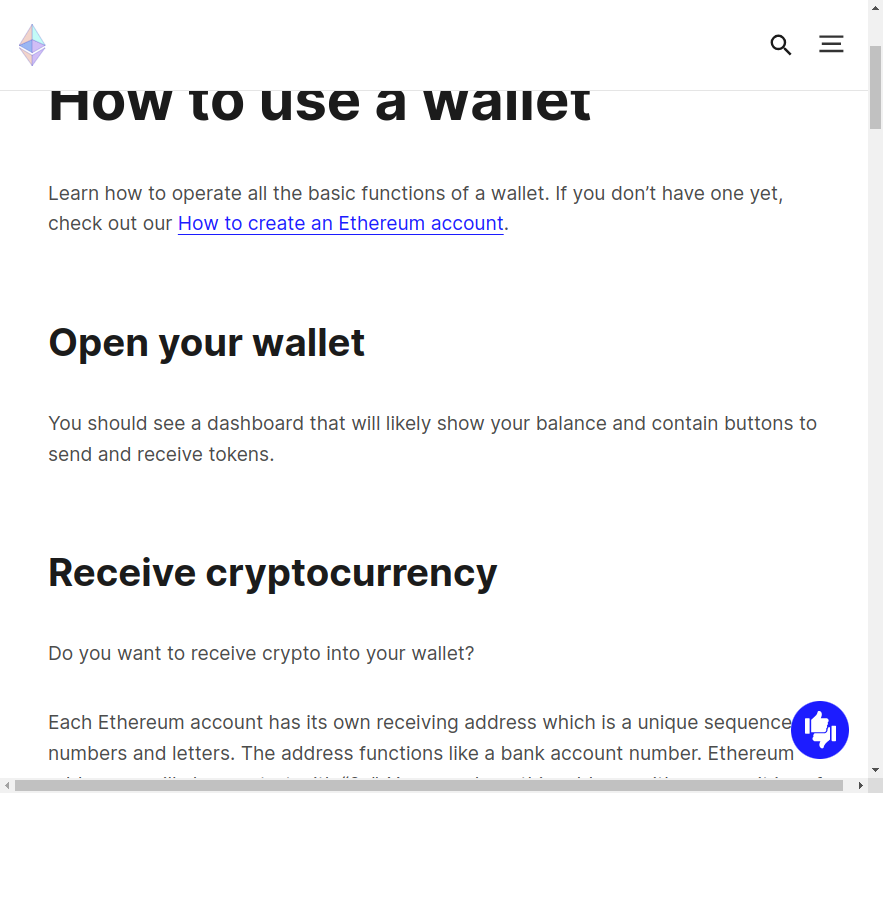 How to use a wallet
Learn how to operate all the basic functions of a wallet. If you don’t have one yet,
check out our How to create an Ethereum account.
Open your wallet
You should see a dashboard that will likely show your balance and contain buttons to
send and receive tokens.
Receive cryptocurrency
Do you want to receive crypto into your wallet?
Each Ethereum account has its own receiving address which is a unique sequence
numbers and letters. The address functions like a bank account number. Ethereum